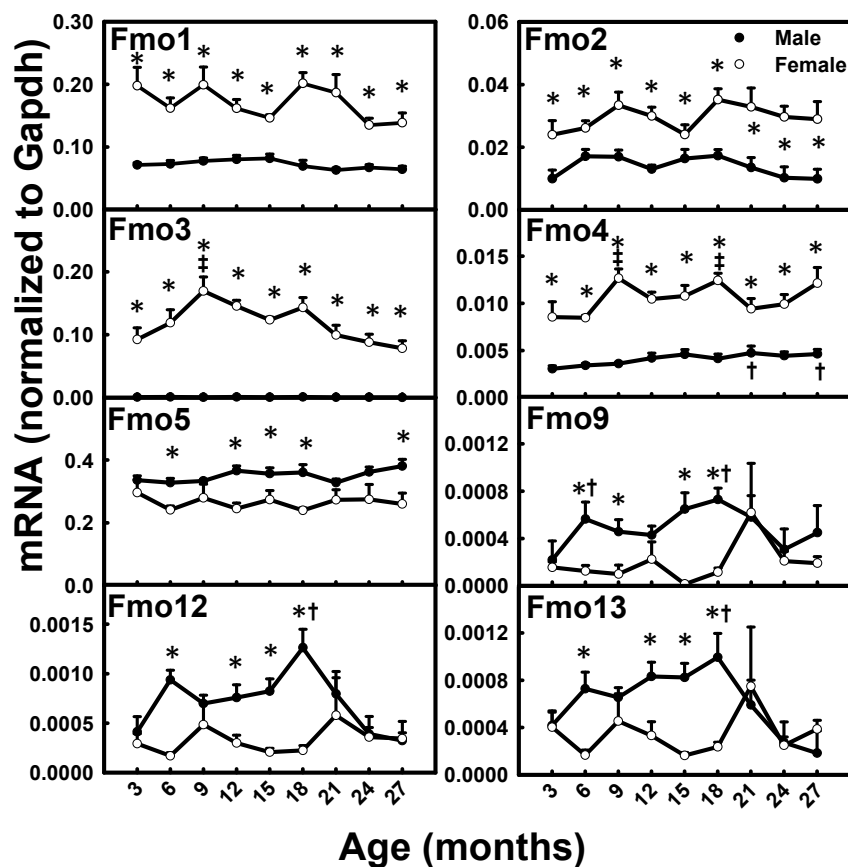 mRNA (normalized to Gapdh)
Fmo1
0.30
0.20
0.10
0.00
* * * * * * * * *
Fmo2
Male
Female
0.06
0.04
0.02
0.00
* * * * * * * * *
Fmo3
0.20
0.10
0.00
* * * * * * * * *
‡
Fmo4
0.015
0.010
0.005
0.000
* * * * * * * * *
‡ ‡
† †
Fmo5
0.4
0.2
0.0
* * * * *
Fmo9
0.0012
0.0008
0.0004
0.0000
*† * * *†
Fmo12
0.0015
0.0010
0.0005
0.0000
* * * *†
3 6 9 12 15 18 21 24 27
Fmo13
0.0012
0.0008
0.0004
0.0000
* * * *†
3 6 9 12 15 18 21 24 27
Age (months)